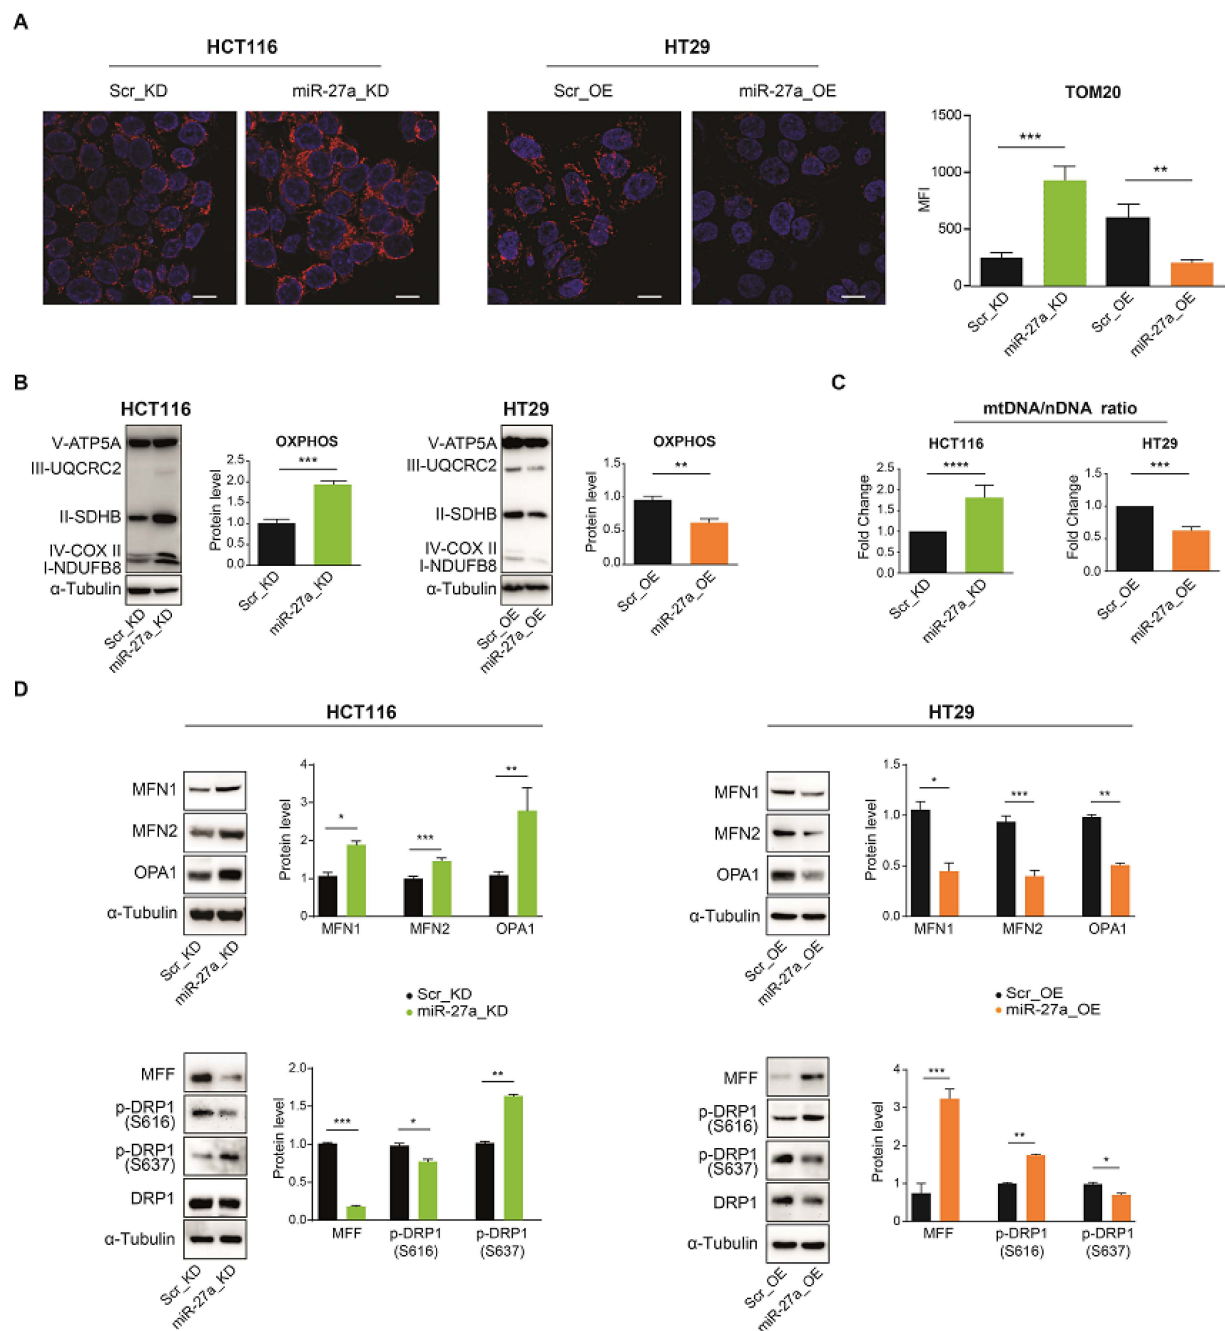 A
HCT116
HT29
Scr_KD
miR-27a_KD
Scr_OE
miR-27a_OE
TOM20
1500
1000
500
0
MFI
***
**
Scr_KD
miR-27a_KD
Scr_OE
miR-27a_OE
B
HCT116
V-ATP5A
III-UQCRC2
II-SDHB
IV-COX II
I-NDUFB8
α-Tubulin
Scr_KD
miR-27a_KD
OXPHOS
Protein level
2.5
2.0
1.5
1.0
0.5
0.0
***
Scr_KD
miR-27a_KD
HT29
V-ATP5A
III-UQCRC2
II-SDHB
IV-COX II
I-NDUFB8
α-Tubulin
Scr_OE
miR-27a_OE
OXPHOS
Protein level
1.5
1.0
0.5
0.0
**
Scr_OE
miR-27a_OE
C
mtDNA/nDNA ratio
HCT116
Fold Change
2.5
2.0
1.5
1.0
0.5
0.0
****
Scr_KD
miR-27a_KD
HT29
Fold Change
1.5
1.0
0.5
0.0
***
Scr_OE
miR-27a_OE
D
HCT116
MFN1
MFN2
OPA1
α-Tubulin
Scr_KD
miR-27a_KD
Protein level
4
3
2
1
0
*
***
**
MFN1 MFN2 OPA1
Scr_KD
miR-27a_KD
MFF
p-DRP1
(S616)
p-DRP1
(S637)
DRP1
α-Tubulin
Scr_KD
miR-27a_KD
Protein level
2.0
1.5
1.0
0.5
0.0
***
*
**
MFF p-DRP1 p-DRP1
(S616) (S637)
HT29
MFN1
MFN2
OPA1
α-Tubulin
Scr_OE
miR-27a_OE
Protein level
1.5
1.0
0.5
0.0
*
***
**
MFN1 MFN2 OPA1
Scr_OE
miR-27a_OE
MFF
p-DRP1
(S616)
p-DRP1
(S637)
DRP1
α-Tubulin
Scr_OE
miR-27a_OE
Protein level
4
3
2
1
0
***
**
*
MFF p-DRP1 p-DRP1
(S616) (S637)